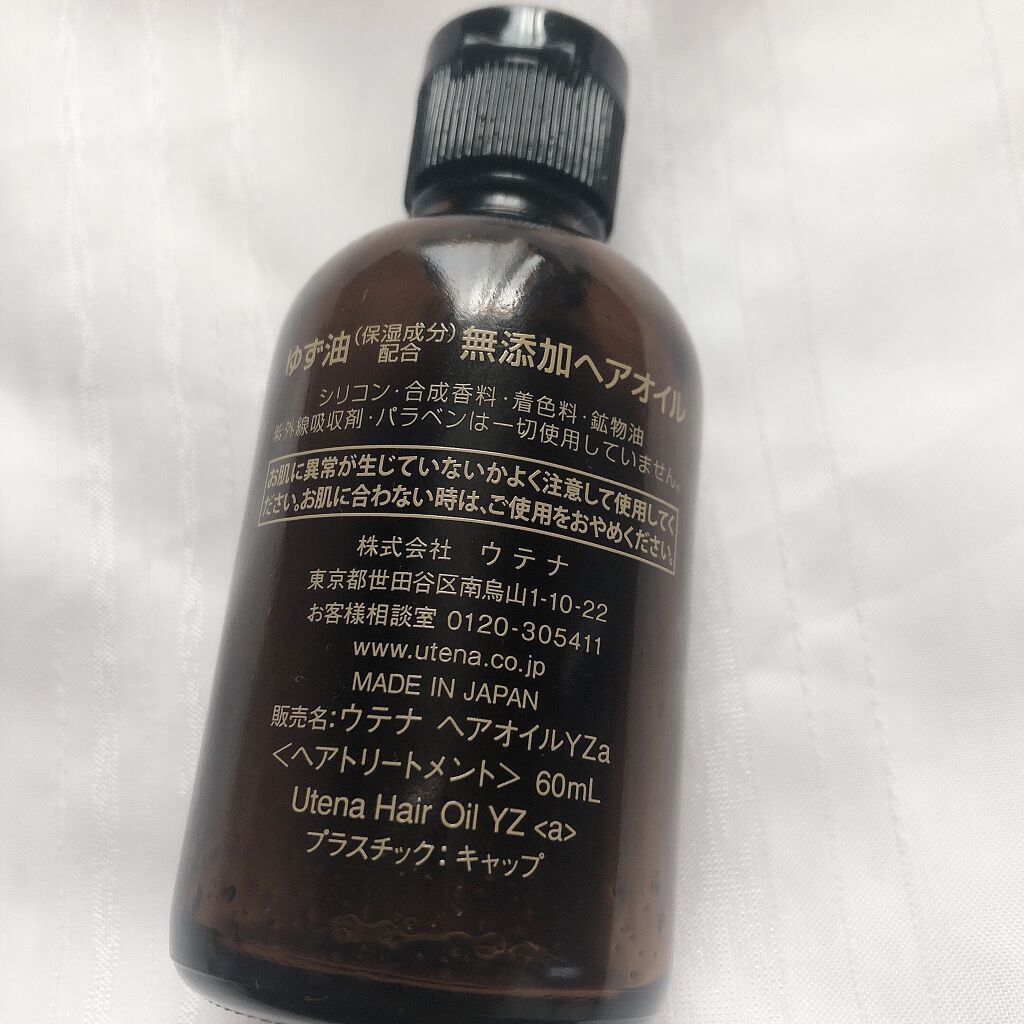 ゆず油(保湿成分)配合 無添加ヘアオイル
シリコン・合成香料・着色料・鉱物油
紫外線吸収剤・パラベンは一切使用していません。
お肌に異常が生じていないかよく注意して使用してく
ださい。お肌に合わない時は、ご使用をおやめください。
株式会社 ウテナ
東京都世田谷区南烏山1-10-22
お客様相談室 0120-305411
www.utena.co.jp
MADE IN JAPAN
販売名:ウテナ ヘアオイルYZa
<ヘアトリートメント> 60mL
Utena Hair Oil YZ <a>
プラスチック:キャップ